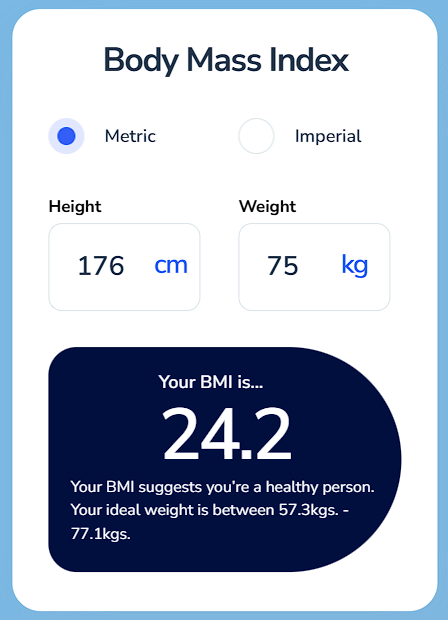 Body Mass Index
Metric Imperial
Height Weight
176 cm 75 kg
Your BMI is...
24.2
Your BMI suggests you're a healthy person.
Your ideal weight is between 57.3kgs. -
77.1kgs.